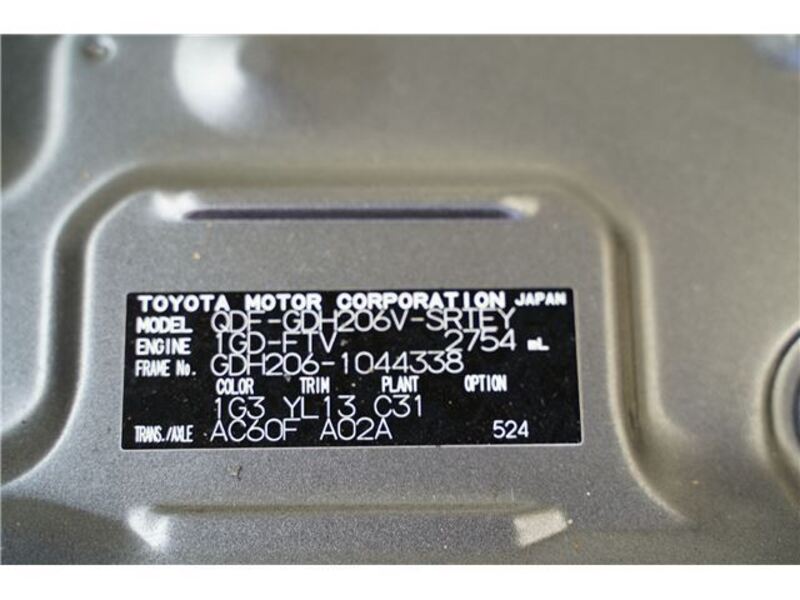 TOYOTA MOTOR CORPORATION JAPAN
MODEL QDF-GDH206V-SRTEY
ENGINE 1GD-FTV 2754 mL
FRAME No. GDH206-1044338
COLOR TRIM PLANT OPTION
1G3 YL13 C31
TRANS./AXLE AC60F A02A 524